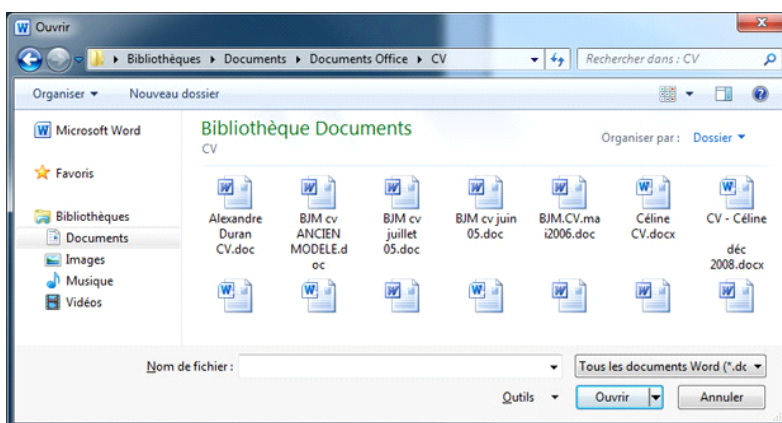 Ouvrir
Bibliothèques ▸ Documents ▸ Documents Office ▸ CV
Rechercher dans : CV
Organiser
Nouveau dossier
Microsoft Word
Favoris
Bibliothèques
Documents
Images
Musique
Vidéos
Bibliothèque Documents
CV
Organiser par : Dossier
Alexandre
Duran
CV.doc
BJM cv
ANCIEN
MODELE.d
oc
BJM cv
juillet
05.doc
BJM cv juin
05.doc
BJM.CV.ma
i2006.doc
Céline
CV.docx
CV - Céline
déc
2008.docx
Nom de fichier :
Tous les documents Word (*.dc
Outils
Ouvrir
Annuler